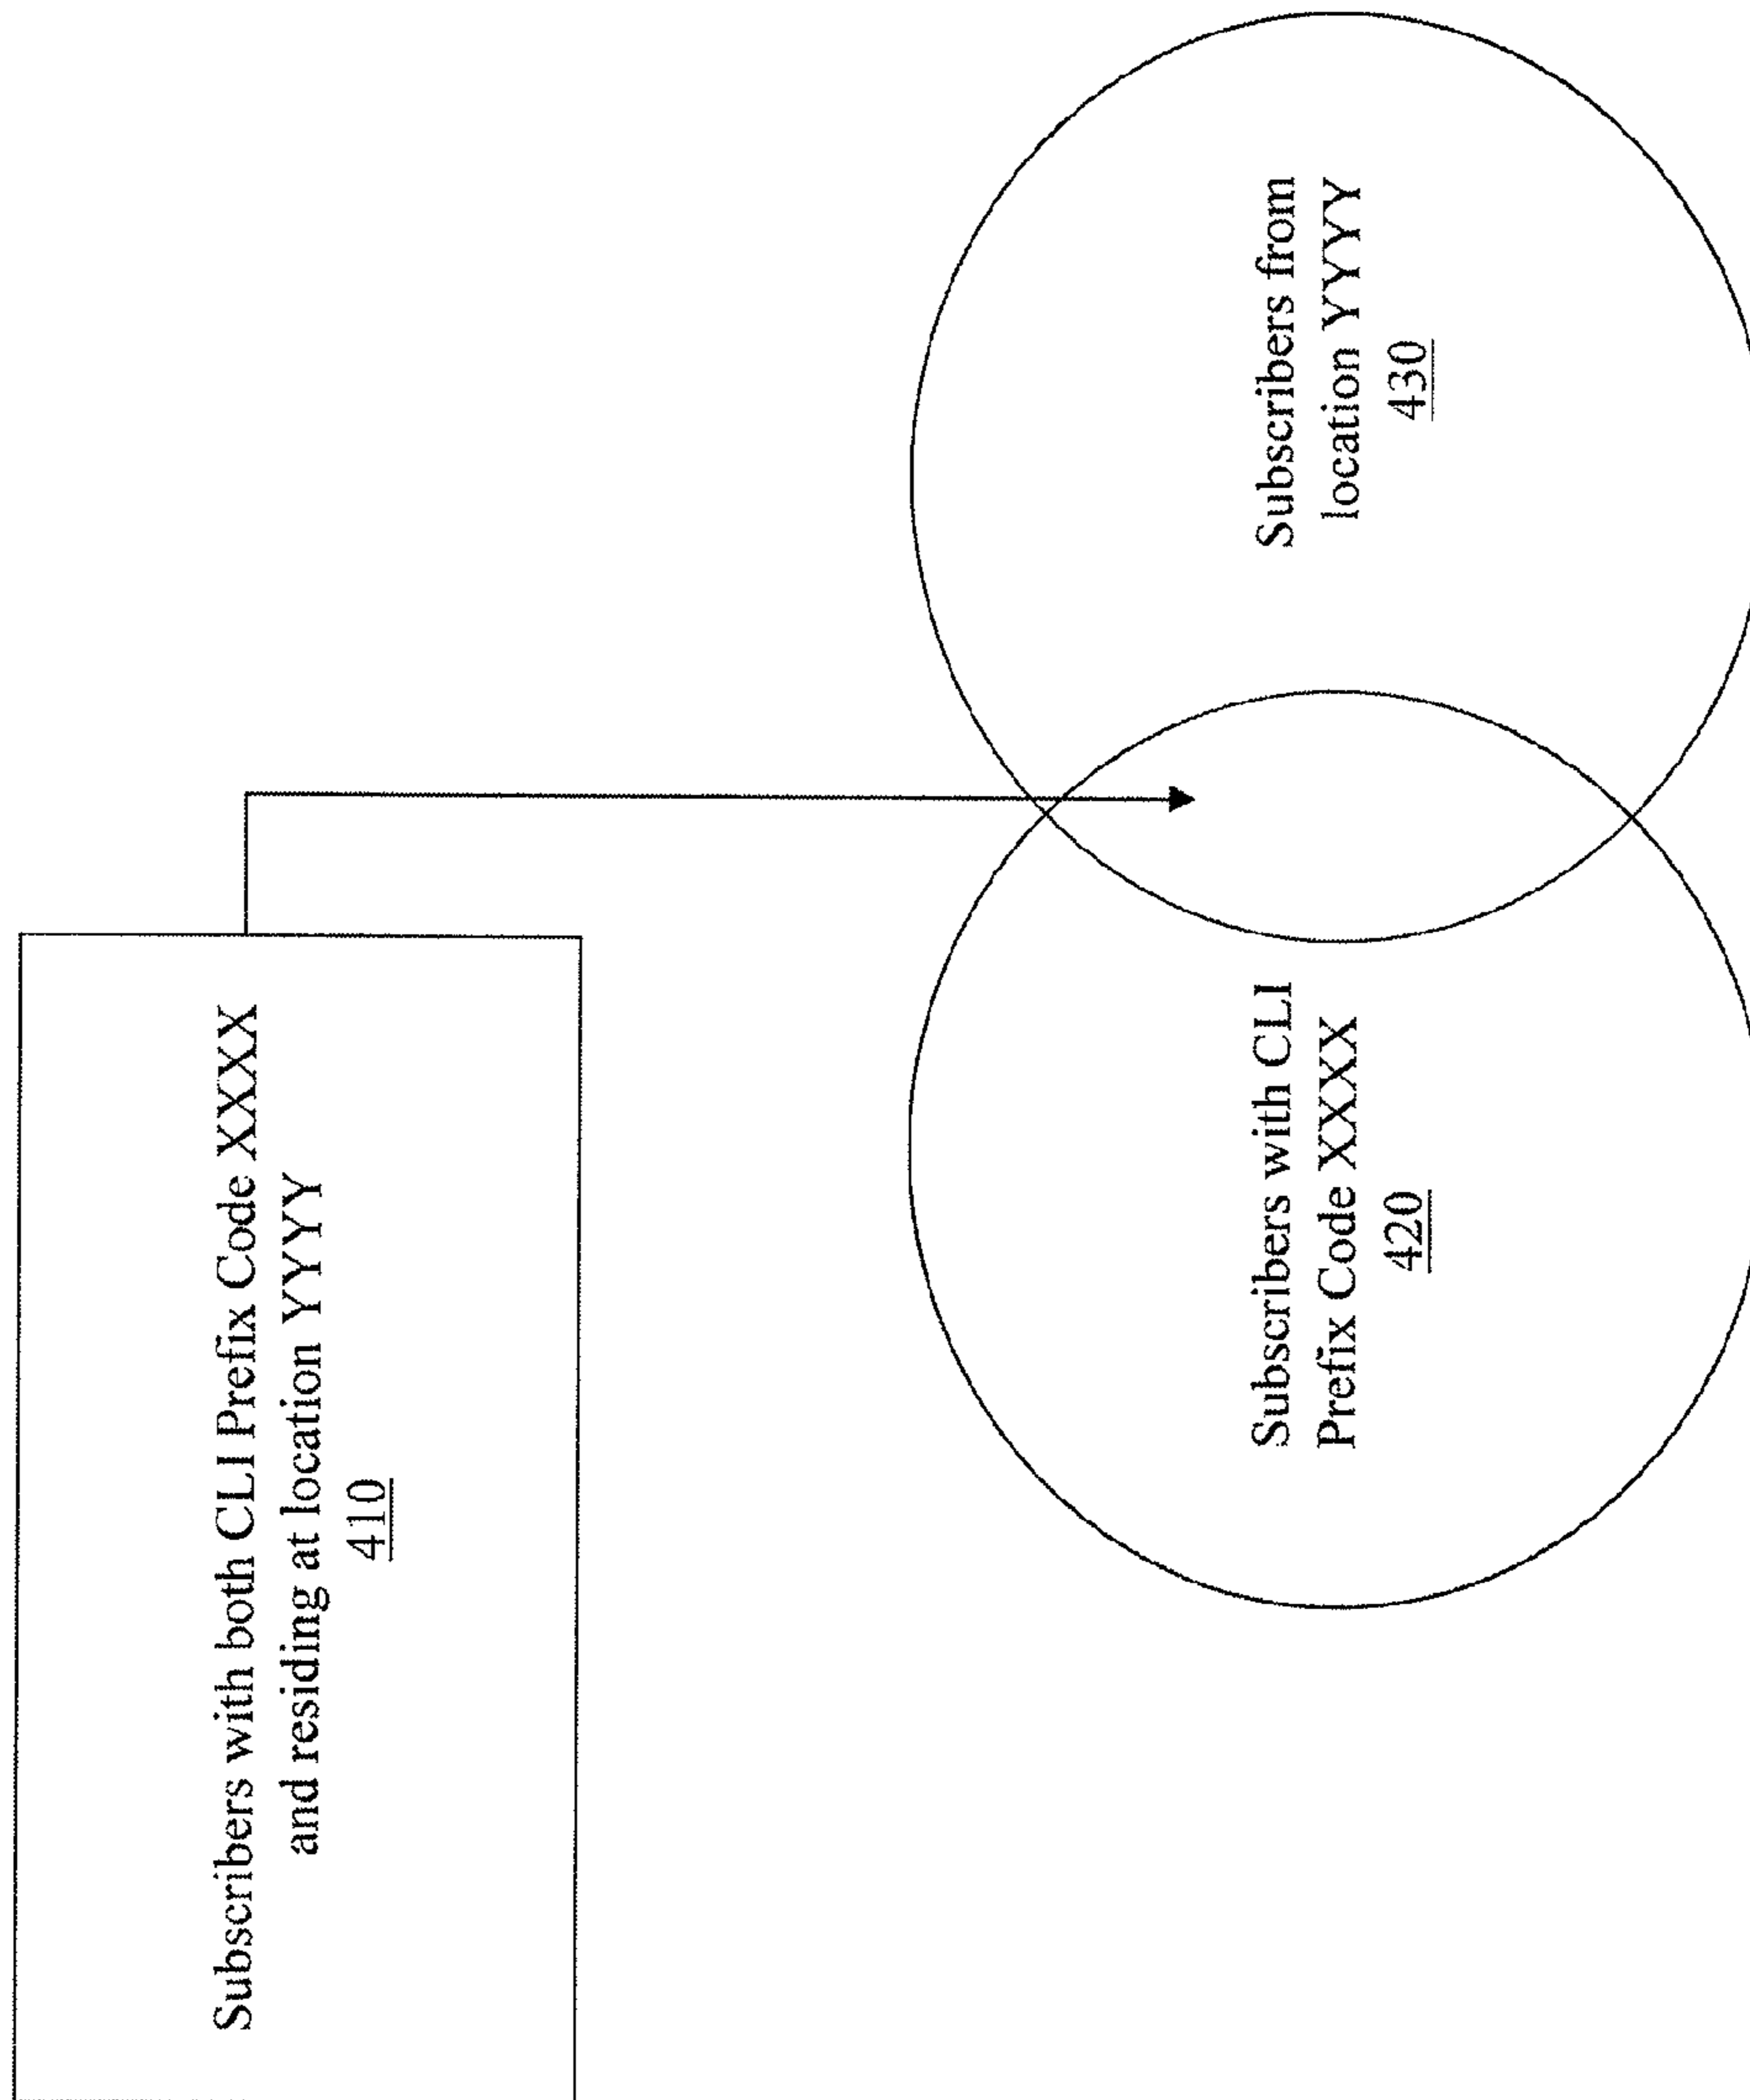 Subscribers with both CLI Prefix Code XXXX
and residing at location YYYY
410
Subscribers with CLI
Prefix Code XXXX
420
Subscribers from
location YYYY
430